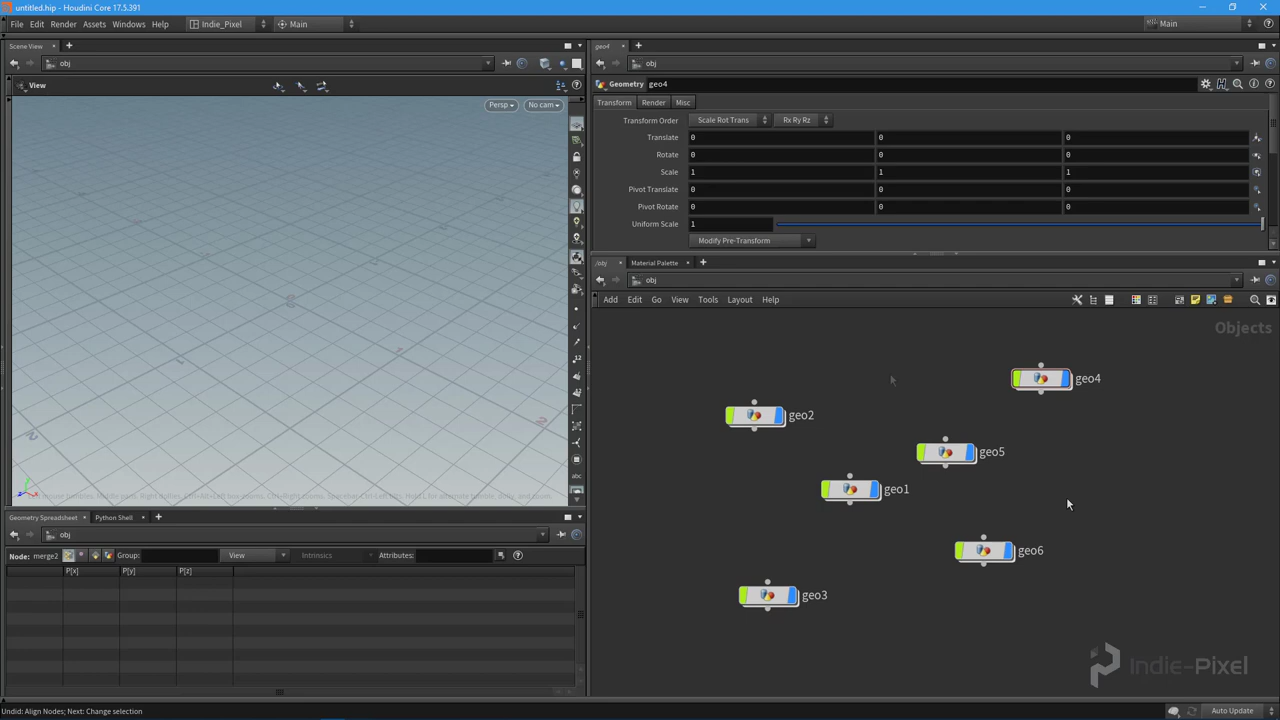 untitled.hip - Houdini Core 17.5.391
File Edit Render Assets Windows Help Indie_Pixel Main Main
Scene View
obj
View
Persp No cam
geo4
obj
Geometry geo4
Transform Render Misc
Transform Order Scale Rot Trans Rx Ry Rz
Translate 0 0 0
Rotate 0 0 0
Scale 1 1 1
Pivot Translate 0 0 0
Pivot Rotate 0 0 0
Uniform Scale 1
Modify Pre-Transform
/obj Material Palette
obj
Add Edit Go View Tools Layout Help
Objects
geo4
geo2
geo5
geo1
geo6
geo3
Indie-Pixel
Geometry Spreadsheet Python Shell
obj
Node: merge2 Group: View Intrinsics Attributes:
P[x] P[y] P[z]
Undid: Align Nodes; Next: Change selection
Auto Update